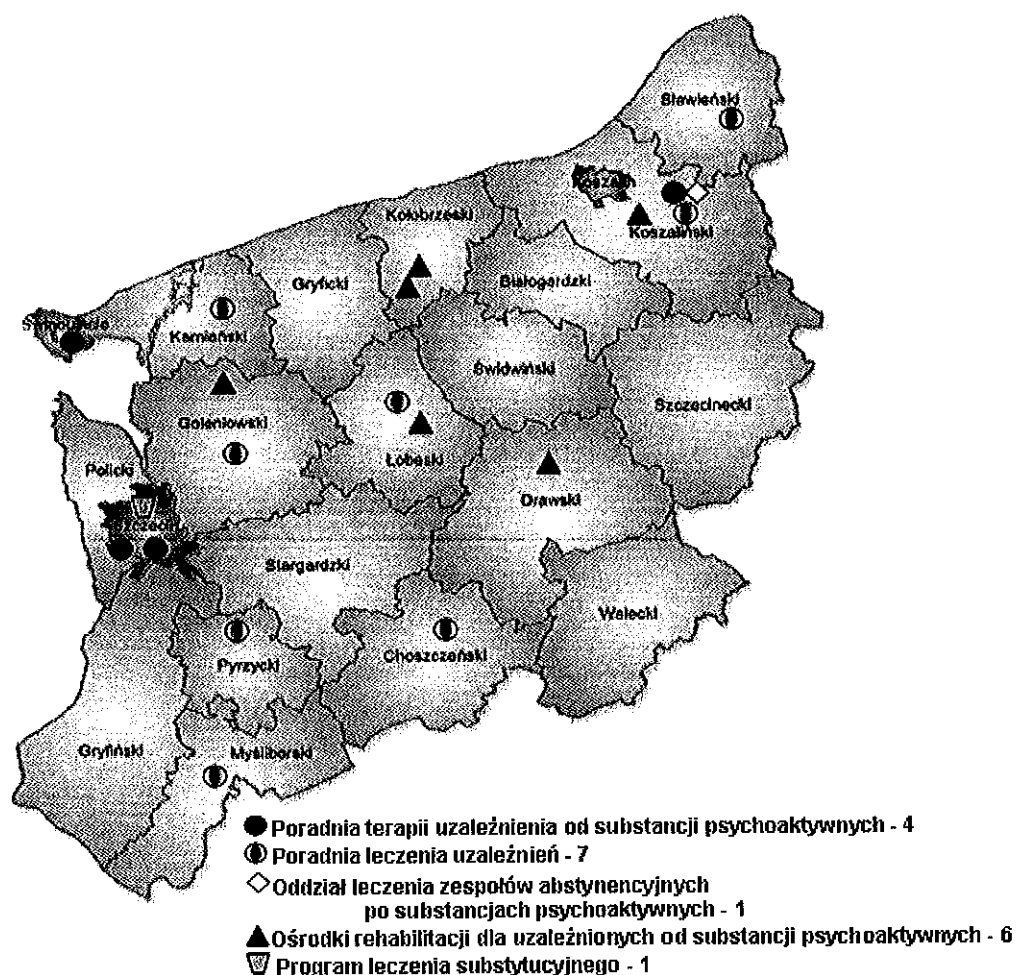 Sławieński
Koszalin
Koszaliński
Kołobrzeski
Gryficki
Białogardzki
Kamieński
Świdwiński
Szczecinecki
Goleniowski
Łobeski
Policki
Drawski
Szczecin
Stargardzki
Wałecki
Pyrzycki
Choszczeński
Gryfiński
Myśliborski
Poradnia terapii uzależnienia od substancji psychoaktywnych - 4
Poradnia leczenia uzależnień - 7
Oddział leczenia zespołów abstynencyjnych
po substancjach psychoaktywnych - 1
Ośrodki rehabilitacji dla uzależnionych od substancji psychoaktywnych - 6
Program leczenia substytucyjnego - 1